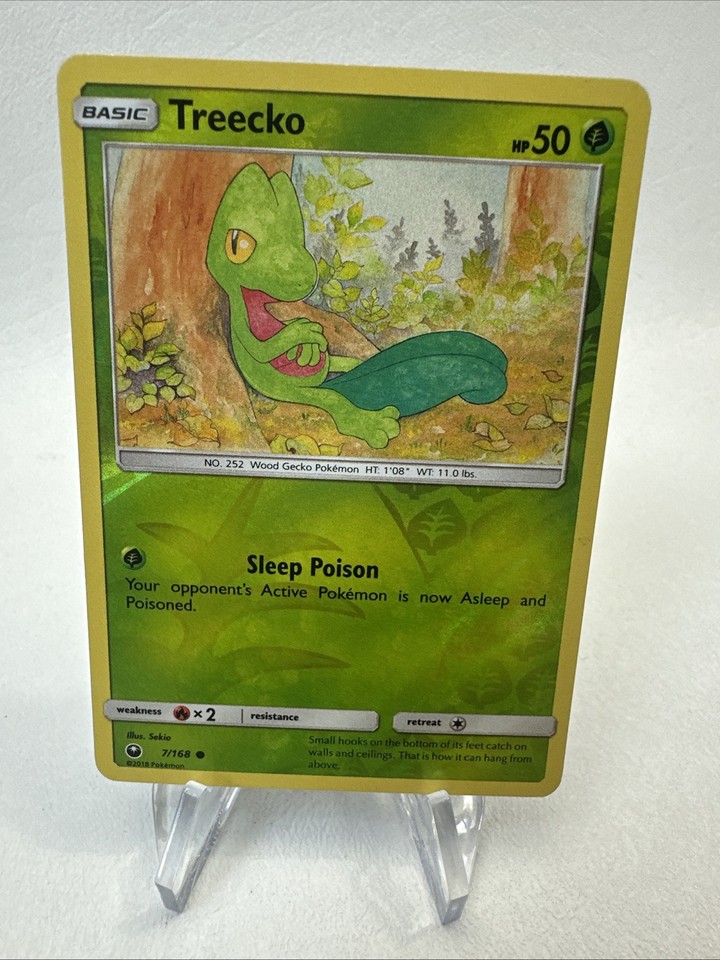 BASIC Treecko HP 50
NO. 252 Wood Gecko Pokémon HT: 1'08" WT: 11.0 lbs.
Sleep Poison
Your opponent's Active Pokémon is now Asleep and
Poisoned.
weakness ×2 resistance retreat
Illus. Sekio
7/168
©2018 Pokémon
Small hooks on the bottom of its feet catch on
walls and ceilings. That is how it can hang from
above.